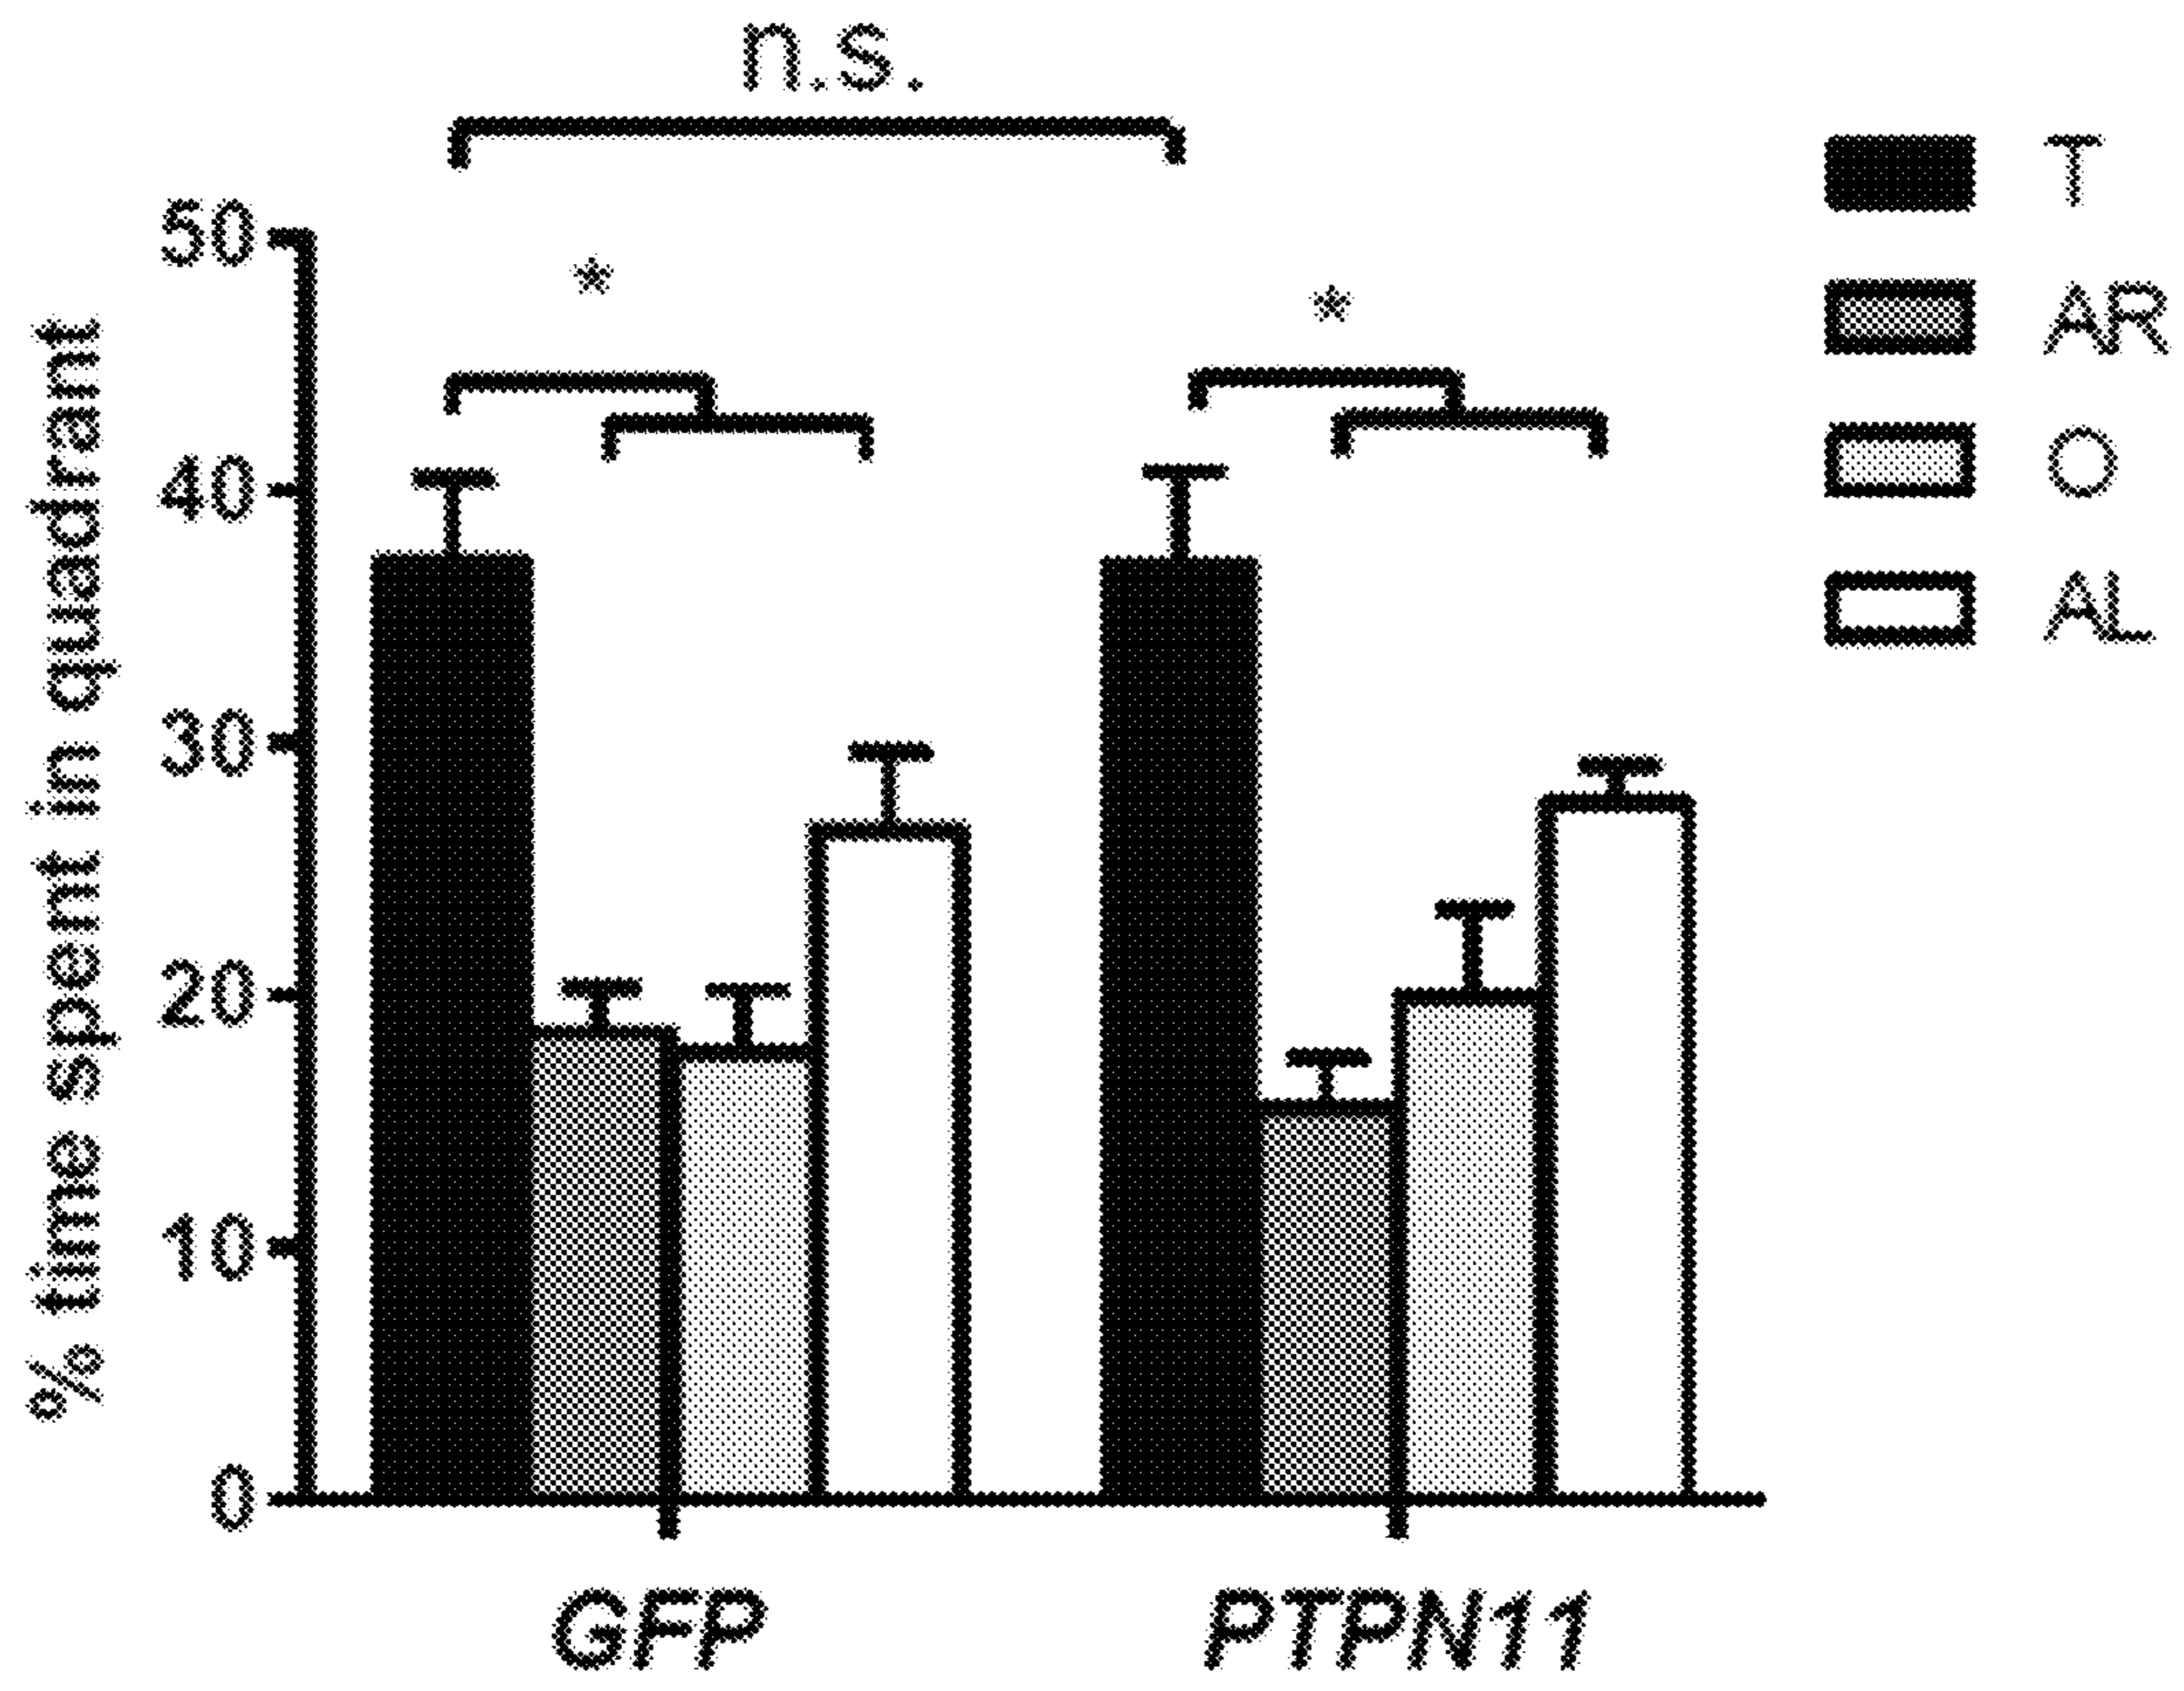 n.s.
50
40
30
20
10
0
% time spent in quadrant
*
*
T
AR
O
AL
GFP
PTPN11